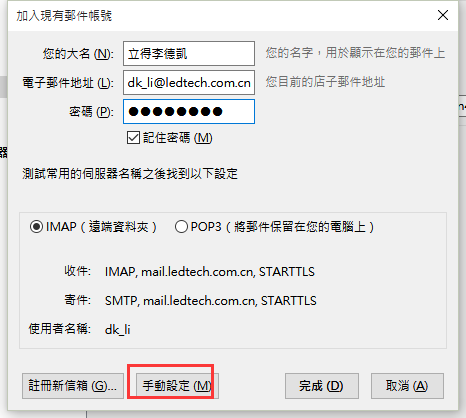 加入現有郵件帳號
您的大名 (N): 立得李德凱 您的名字，用於顯示在您的郵件上
電子郵件地址 (L): dk_li@ledtech.com.cn 您目前的店子郵件地址
密碼 (P): ●●●●●●●●
記住密碼 (M)
測試常用的伺服器名稱之後找到以下設定
IMAP（遠端資料夾） POP3（將郵件保留在您的電腦上）
收件: IMAP, mail.ledtech.com.cn, STARTTLS
寄件: SMTP, mail.ledtech.com.cn, STARTTLS
使用者名稱: dk_li
註冊新信箱 (G)... 手動設定 (M) 完成 (D) 取消 (A)